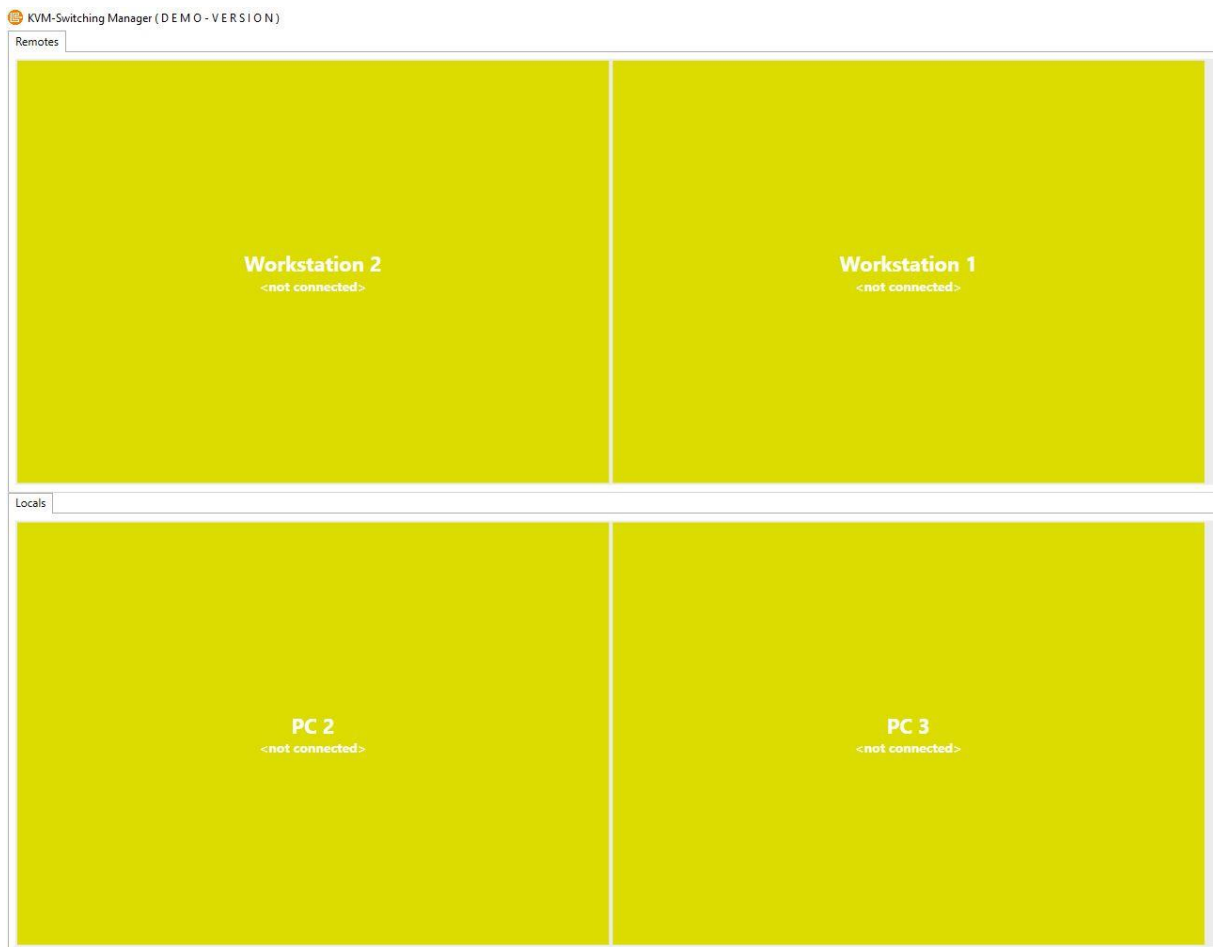 KVM-Switching Manager ( D E M O - V E R S I O N )
Remotes
Workstation 2
<not connected>
Workstation 1
<not connected>
Locals
PC 2
<not connected>
PC 3
<not connected>